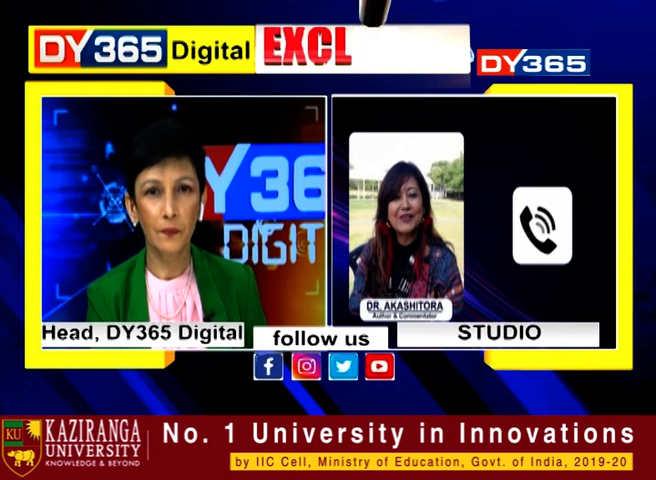 DY365 Digital EXCL
DY365
Y36
DIGIT
DR. AKASHITORA
Author & Commentator
Head, DY365 Digital
follow us
STUDIO
KU
KAZIRANGA
UNIVERSITY
KNOWLEDGE & BEYOND
No. 1 University in Innovations
by IIC Cell, Ministry of Education, Govt. of India, 2019-20